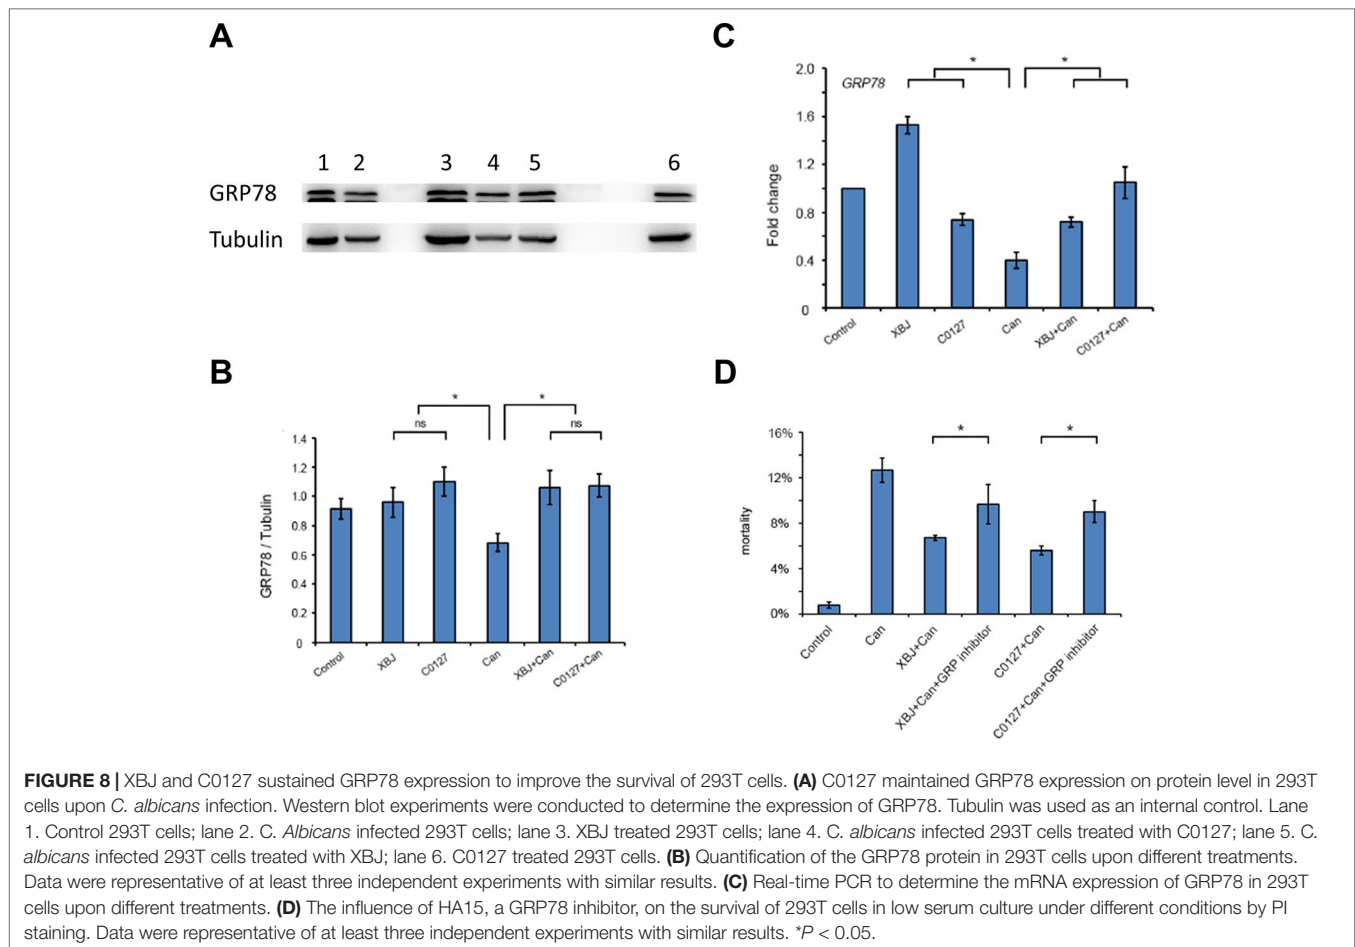 A
1 2 3 4 5 6
GRP78
Tubulin
B
* *
ns ns
GRP78 / Tubulin
1.4
1.2
1.0
0.8
0.6
0.4
0.2
0
Control XBJ C0127 Can XBJ+Can C0127+Can
C
* *
GRP78
Fold change
2.0
1.6
1.2
0.8
0.4
0
Control XBJ C0127 Can XBJ+Can C0127+Can
D
* *
mortality
16%
12%
8%
4%
0%
Control Can XBJ+Can XBJ+Can+GRP inhibitor C0127+Can C0127+Can+GRP inhibitor
FIGURE 8 | XBJ and C0127 sustained GRP78 expression to improve the survival of 293T cells. (A) C0127 maintained GRP78 expression on protein level in 293T
cells upon C. albicans infection. Western blot experiments were conducted to determine the expression of GRP78. Tubulin was used as an internal control. Lane
1. Control 293T cells; lane 2. C. Albicans infected 293T cells; lane 3. XBJ treated 293T cells; lane 4. C. albicans infected 293T cells treated with C0127; lane 5. C.
albicans infected 293T cells treated with XBJ; lane 6. C0127 treated 293T cells. (B) Quantification of the GRP78 protein in 293T cells upon different treatments.
Data were representative of at least three independent experiments with similar results. (C) Real-time PCR to determine the mRNA expression of GRP78 in 293T
cells upon different treatments. (D) The influence of HA15, a GRP78 inhibitor, on the survival of 293T cells in low serum culture under different conditions by PI
staining. Data were representative of at least three independent experiments with similar results. *P < 0.05.